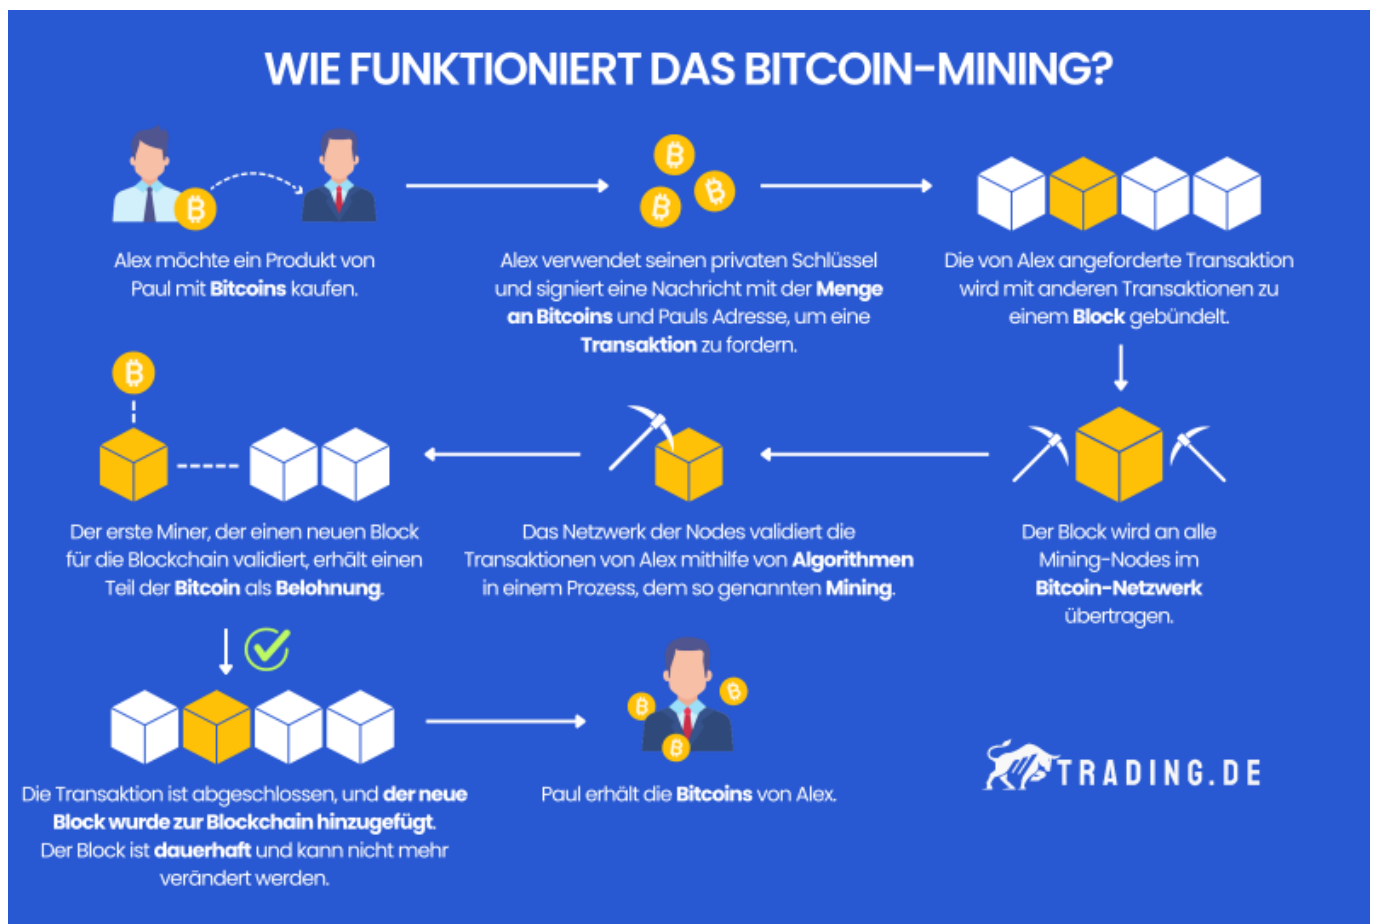 WIE FUNKTIONIERT DAS BITCOIN-MINING?
Alex möchte ein Produkt von
Paul mit Bitcoins kaufen.
Alex verwendet seinen privaten Schlüssel
und signiert eine Nachricht mit der Menge
an Bitcoins und Pauls Adresse, um eine
Transaktion zu fordern.
Die von Alex angeforderte Transaktion
wird mit anderen Transaktionen zu
einem Block gebündelt.
Der Block wird an alle
Mining-Nodes im
Bitcoin-Netzwerk
übertragen.
Das Netzwerk der Nodes validiert die
Transaktionen von Alex mithilfe von Algorithmen
in einem Prozess, dem so genannten Mining.
Der erste Miner, der einen neuen Block
für die Blockchain validiert, erhält einen
Teil der Bitcoin als Belohnung.
Die Transaktion ist abgeschlossen, und der neue
Block wurde zur Blockchain hinzugefügt.
Der Block ist dauerhaft und kann nicht mehr
verändert werden.
Paul erhält die Bitcoins von Alex.
TRADING.DE